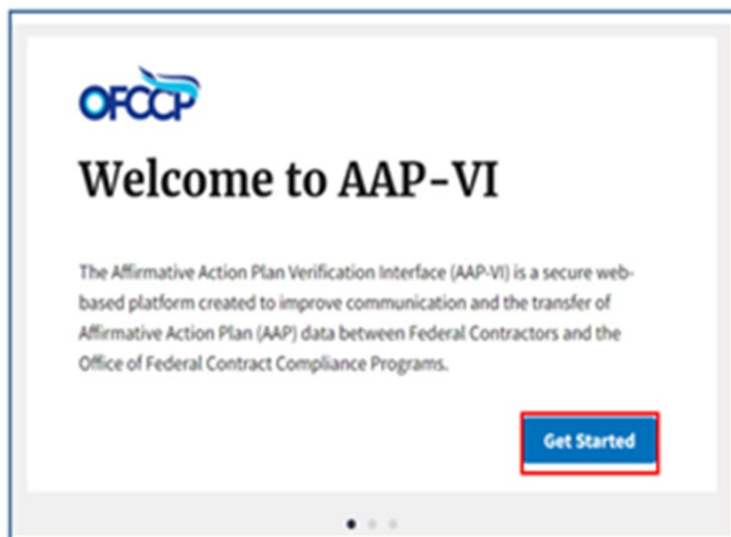 OFCCP
Welcome to AAP-VI
The Affirmative Action Plan Verification Interface (AAP-VI) is a secure web-
based platform created to improve communication and the transfer of
Affirmative Action Plan (AAP) data between Federal Contractors and the
Office of Federal Contract Compliance Programs.
Get Started